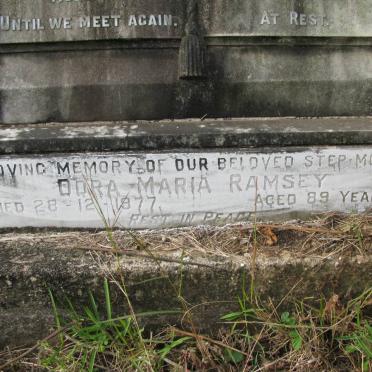 UNTIL WE MEET AGAIN.
AT REST.
OVING MEMORY OF OUR BELOVED STEP MO
DORA MARIA RAMSEY
ED 28-12-1977, AGED 89 YEA
REST IN PEACE